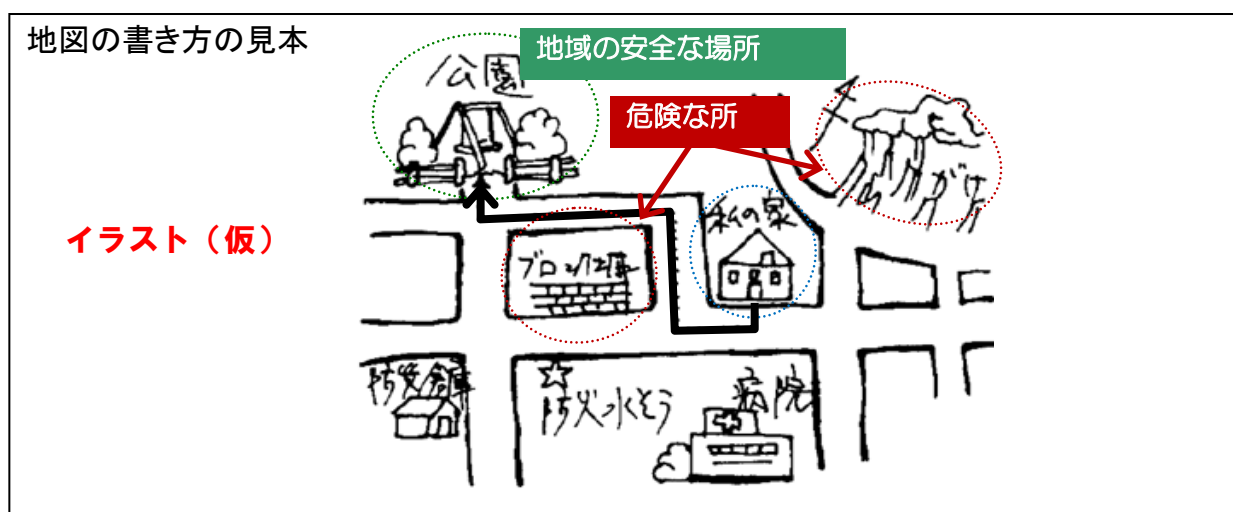 地図の書き方の見本
地域の安全な場所
公園
危険な所
がけ
イラスト（仮）
私の家
ブロック塀
防災倉庫
防火水そう
病院